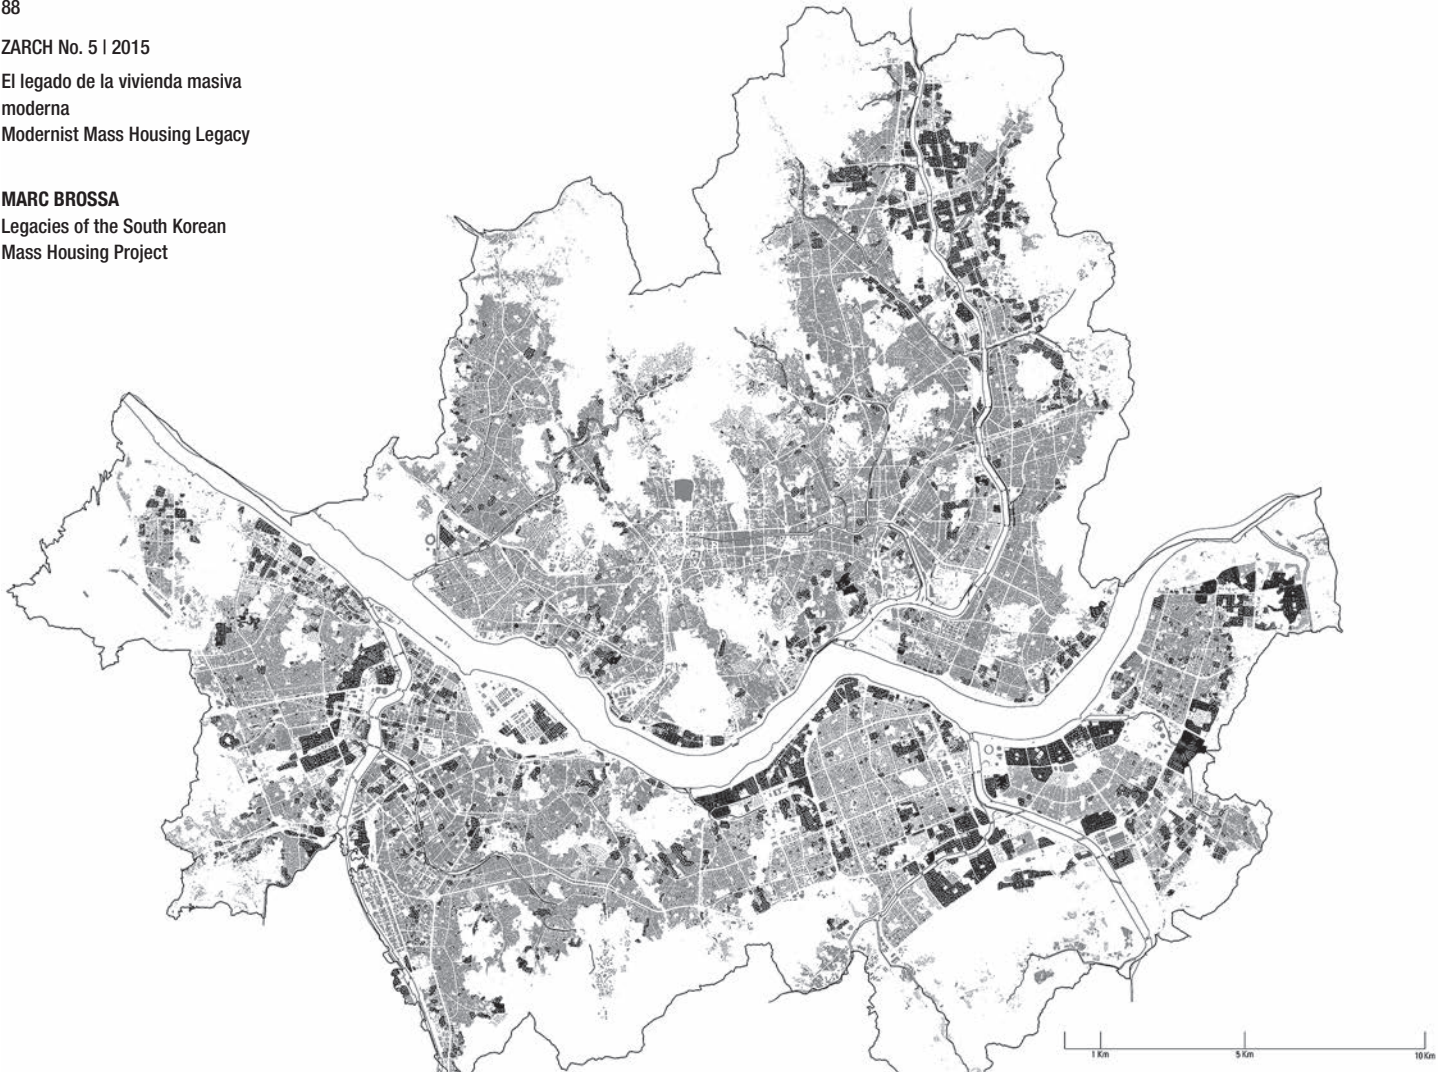 88
ZARCH No. 5 | 2015
El legado de la vivienda masiva
moderna
Modernist Mass Housing Legacy
MARC BROSSA
Legacies of the South Korean
Mass Housing Project
1 Km
5 Km
10 Km